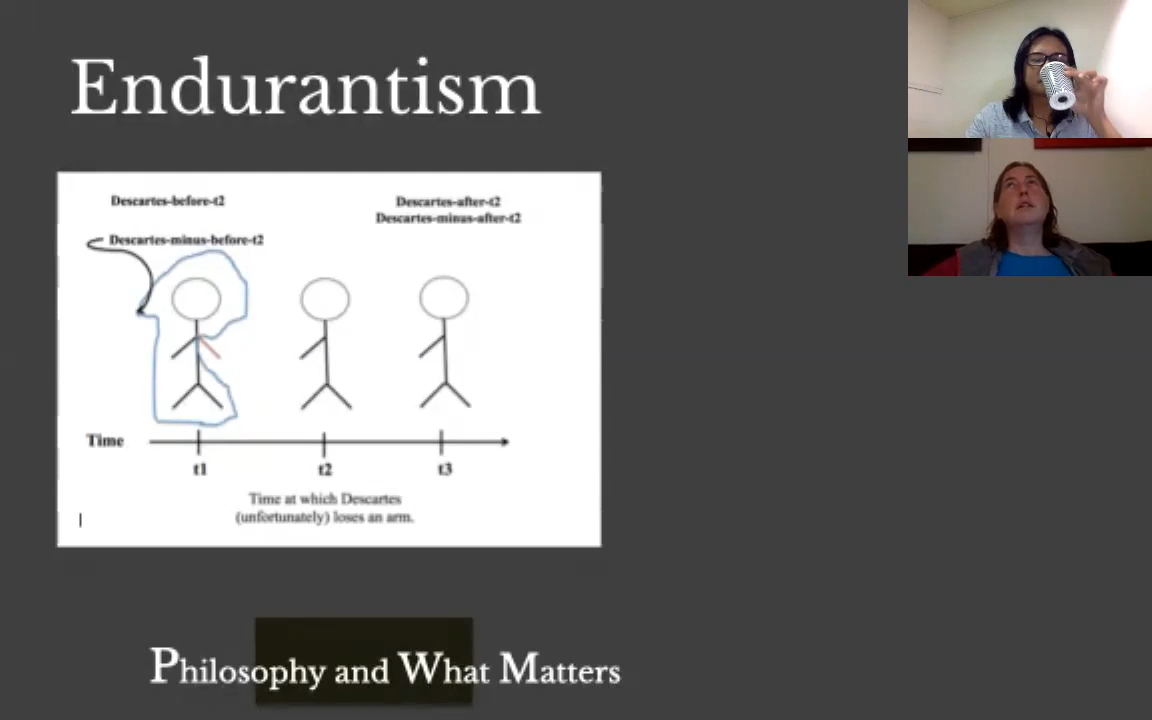 Endurantism
Descartes-before-t2
Descartes-after-t2
Descartes-minus-after-t2
Descartes-minus-before-t2
Time
t1
t2
t3
Time at which Descartes
(unfortunately) loses an arm.
Philosophy and What Matters